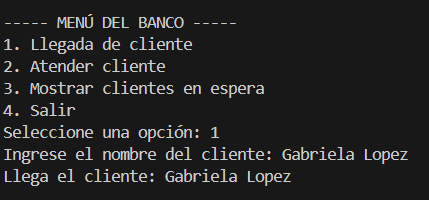 ----- MENÚ DEL BANCO -----
1. Llegada de cliente
2. Atender cliente
3. Mostrar clientes en espera
4. Salir
Seleccione una opción: 1
Ingrese el nombre del cliente: Gabriela Lopez
Llega el cliente: Gabriela Lopez